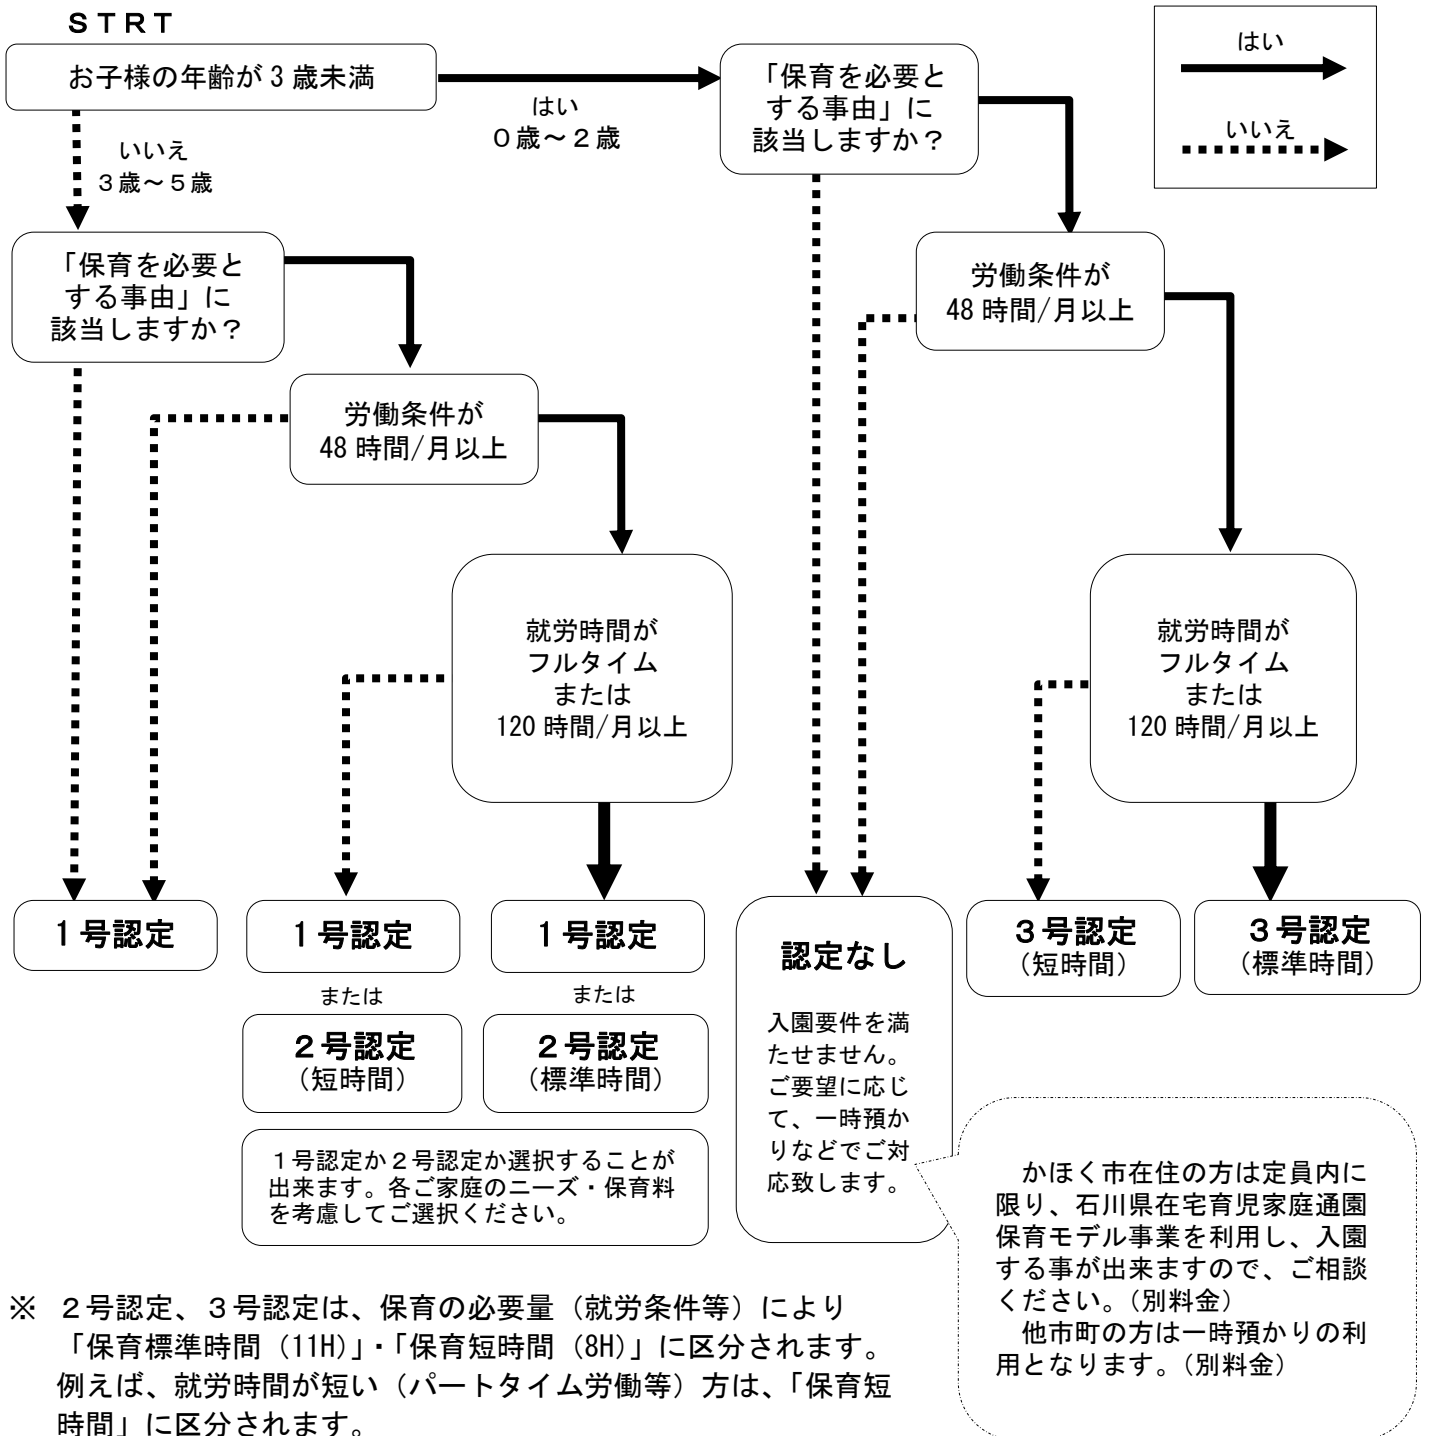 ＳＴＲＴ
お子様の年齢が３歳未満
はい
０歳～２歳
いいえ
３歳～５歳
「保育を必要と
する事由」に
該当しますか？
はい
いいえ
「保育を必要と
する事由」に
該当しますか？
労働条件が
48時間/月以上
労働条件が
48時間/月以上
就労時間が
フルタイム
または
120時間/月以上
就労時間が
フルタイム
または
120時間/月以上
１号認定
１号認定
または
２号認定
（短時間）
１号認定
または
２号認定
（標準時間）
１号認定か２号認定か選択することが
出来ます。各ご家庭のニーズ・保育料
を考慮してご選択ください。
認定なし
入園要件を満
たせません。
ご要望に応じ
て、一時預か
りなどでご対
応致します。
３号認定
（短時間）
３号認定
（標準時間）
かほく市在住の方は定員内に
限り、石川県在宅育児家庭通園
保育モデル事業を利用し、入園
する事が出来ますので、ご相談
ください。（別料金）
他市町の方は一時預かりの利
用となります。（別料金）
※　２号認定、３号認定は、保育の必要量（就労条件等）により
「保育標準時間（11H）」・「保育短時間（8H）」に区分されます。
例えば、就労時間が短い（パートタイム労働等）方は、「保育短
時間」に区分されます。